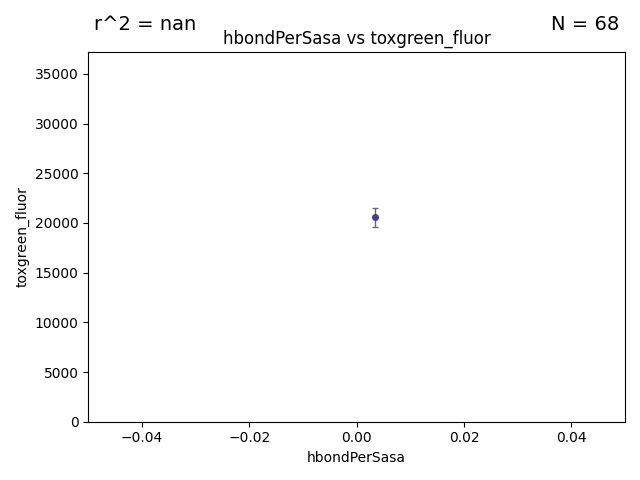 r^2 = nan
N = 68
hbondPerSasa vs toxgreen_fluor
35000
30000
25000
20000
15000
10000
5000
0
toxgreen_fluor
−0.04
−0.02
0.00
0.02
0.04
hbondPerSasa